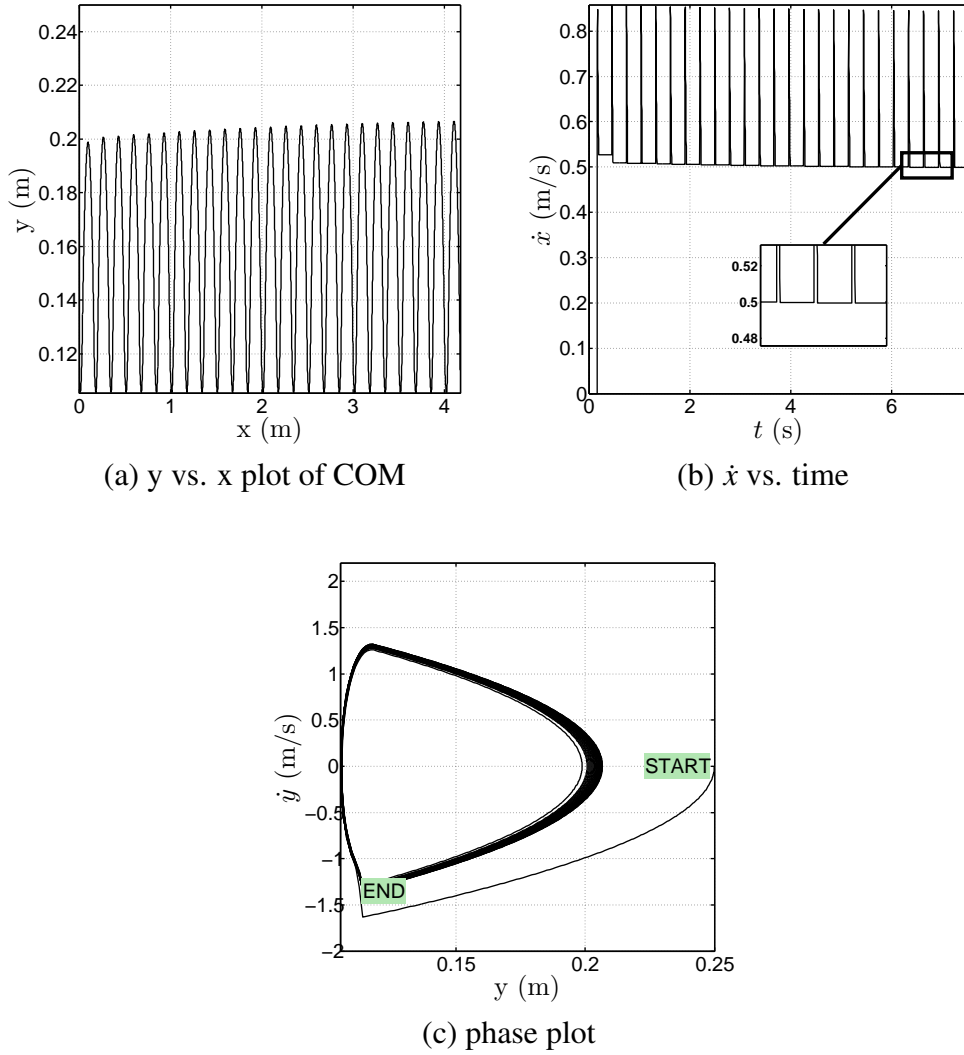 0.25
0.24
0.22
0.2
0.18
0.16
0.14
0.12
y (m)
0 1 2 3 4
x (m)
(a) y vs. x plot of COM
0.8
0.7
0.6
0.5
0.4
0.3
0.2
0.1
0
ẋ (m/s)
0.52
0.5
0.48
0 2 4 6
t (s)
(b) ẋ vs. time
2
1.5
1
0.5
0
−0.5
−1
−1.5
−2
ẏ (m/s)
START
END
0.15 0.2 0.25
y (m)
(c) phase plot